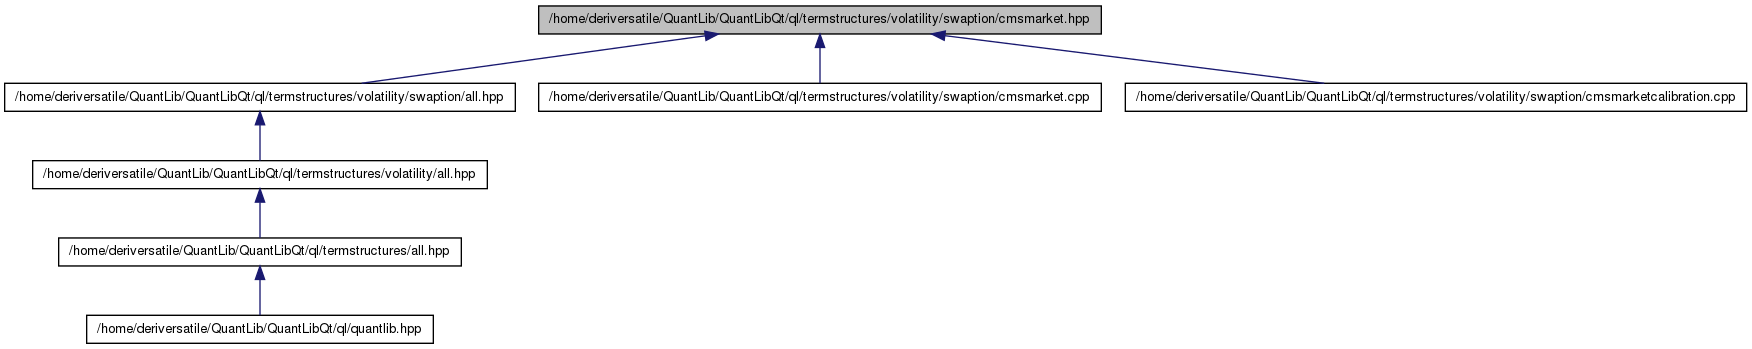 /home/deriversatile/QuantLib/QuantLibQt/ql/termstructures/volatility/swaption/cmsmarket.hpp
/home/deriversatile/QuantLib/QuantLibQt/ql/termstructures/volatility/swaption/all.hpp
/home/deriversatile/QuantLib/QuantLibQt/ql/termstructures/volatility/swaption/cmsmarket.cpp
/home/deriversatile/QuantLib/QuantLibQt/ql/termstructures/volatility/swaption/cmsmarketcalibration.cpp
/home/deriversatile/QuantLib/QuantLibQt/ql/termstructures/volatility/all.hpp
/home/deriversatile/QuantLib/QuantLibQt/ql/termstructures/all.hpp
/home/deriversatile/QuantLib/QuantLibQt/ql/quantlib.hpp